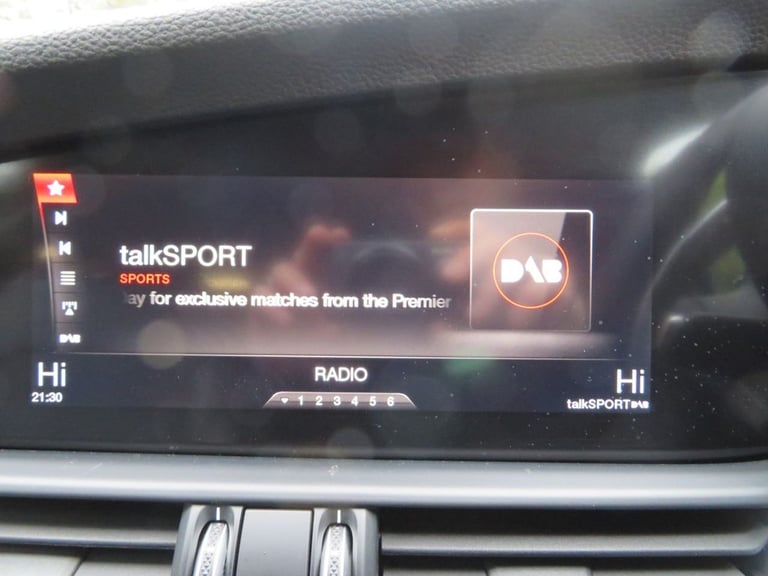 talkSPORT
SPORTS
ay for exclusive matches from the Premier
DAB
DAB
Hi
21:30
RADIO
1 2 3 4 5 6
Hi
talkSPORT DAB